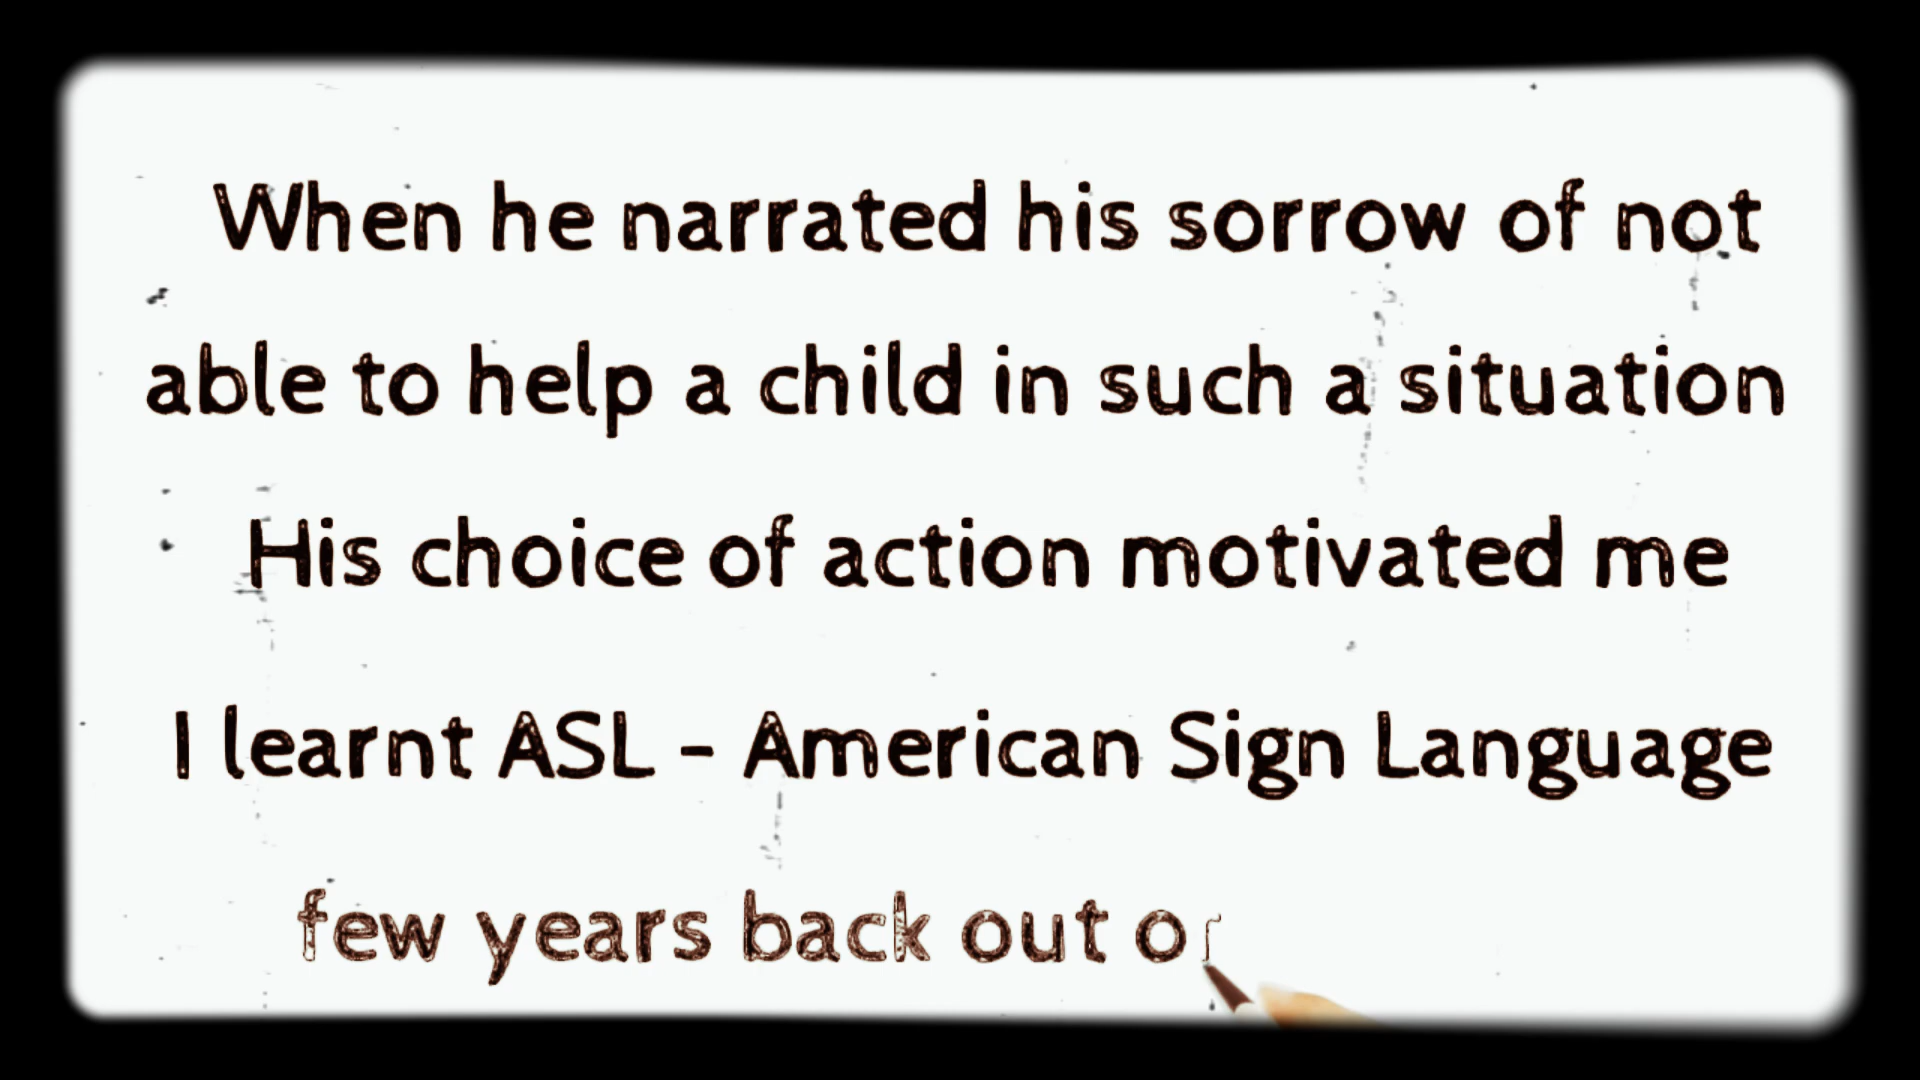 When he narrated his sorrow of not
able to help a child in such a situation
His choice of action motivated me
I learnt ASL - American Sign Language
few years back out o